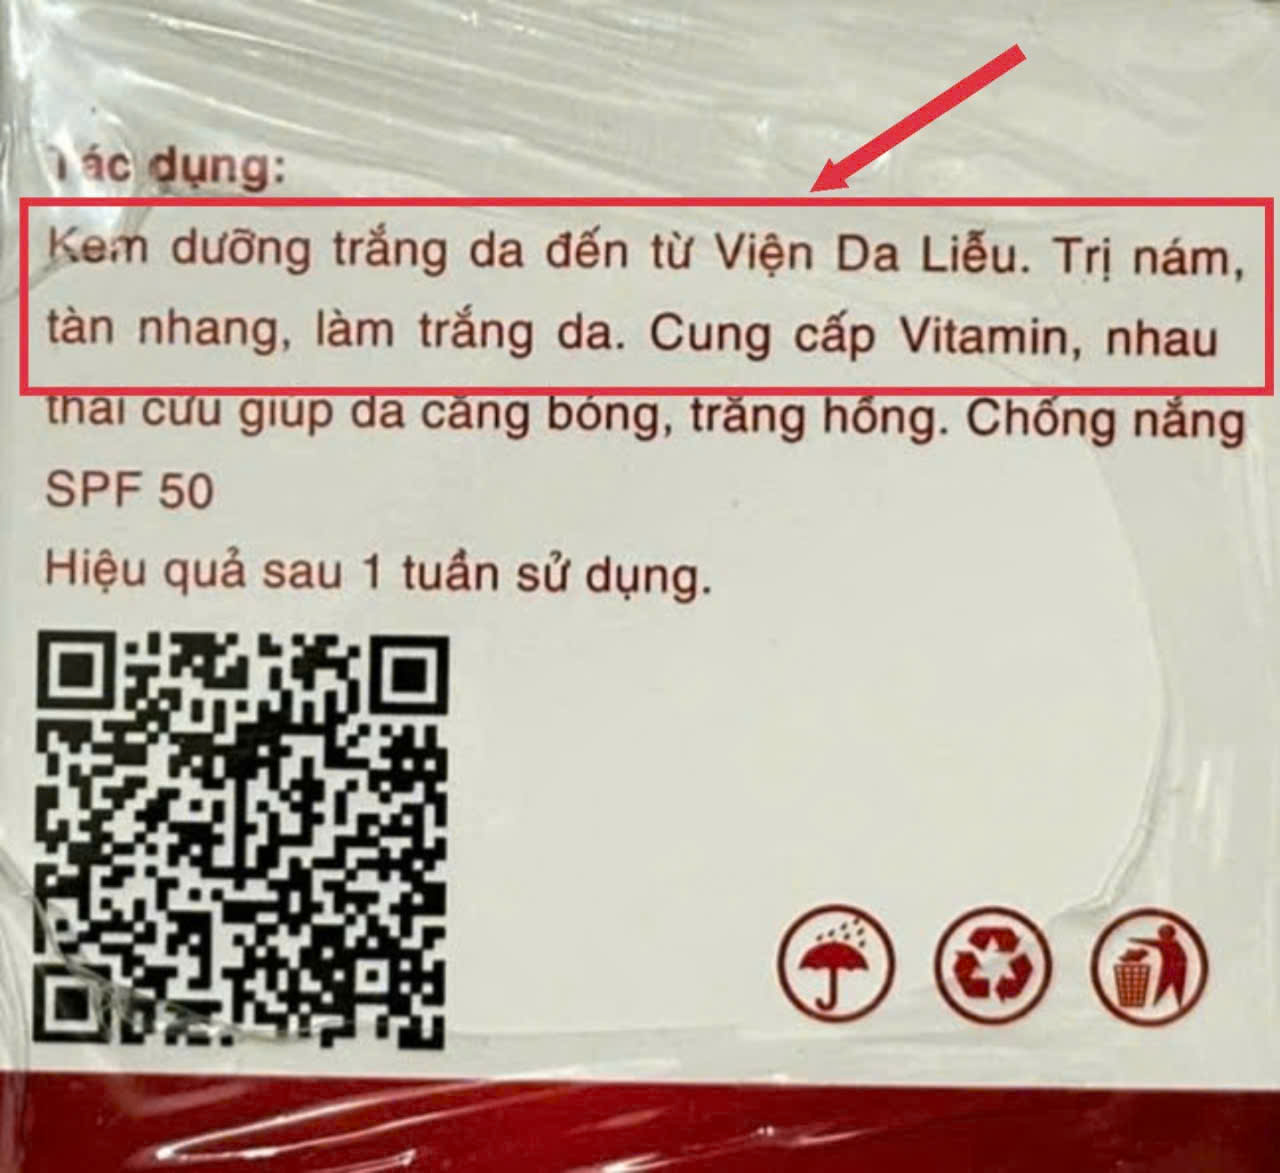 Tác dụng:
Kem dưỡng trắng da đến từ Viện Da Liễu. Trị nám,
tàn nhang, làm trắng da. Cung cấp Vitamin, nhau
thai cừu giúp da căng bóng, trắng hồng. Chống nắng
SPF 50
Hiệu quả sau 1 tuần sử dụng.